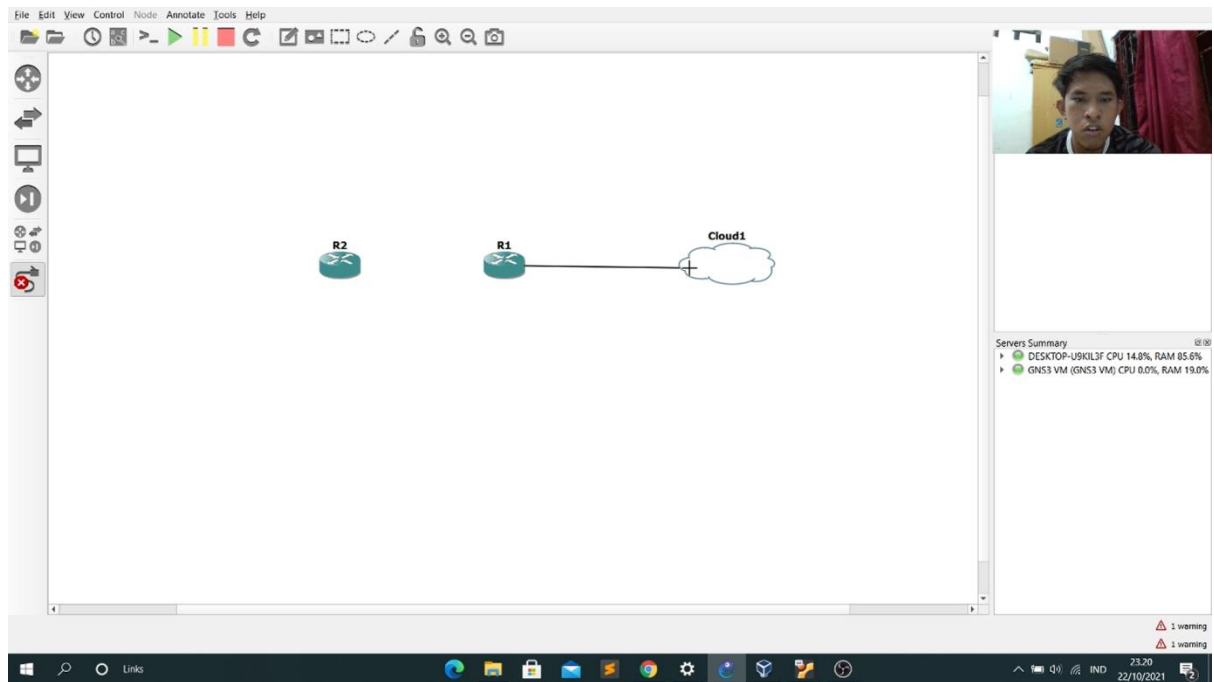 File Edit View Control Node Annotate Tools Help
R2
R1
Cloud1
Servers Summary
DESKTOP-U9KIL3F CPU 14.8%, RAM 85.6%
GNS3 VM (GNS3 VM) CPU 0.0%, RAM 19.0%
1 warning
1 warning
Links
IND
23.20
22/10/2021
2